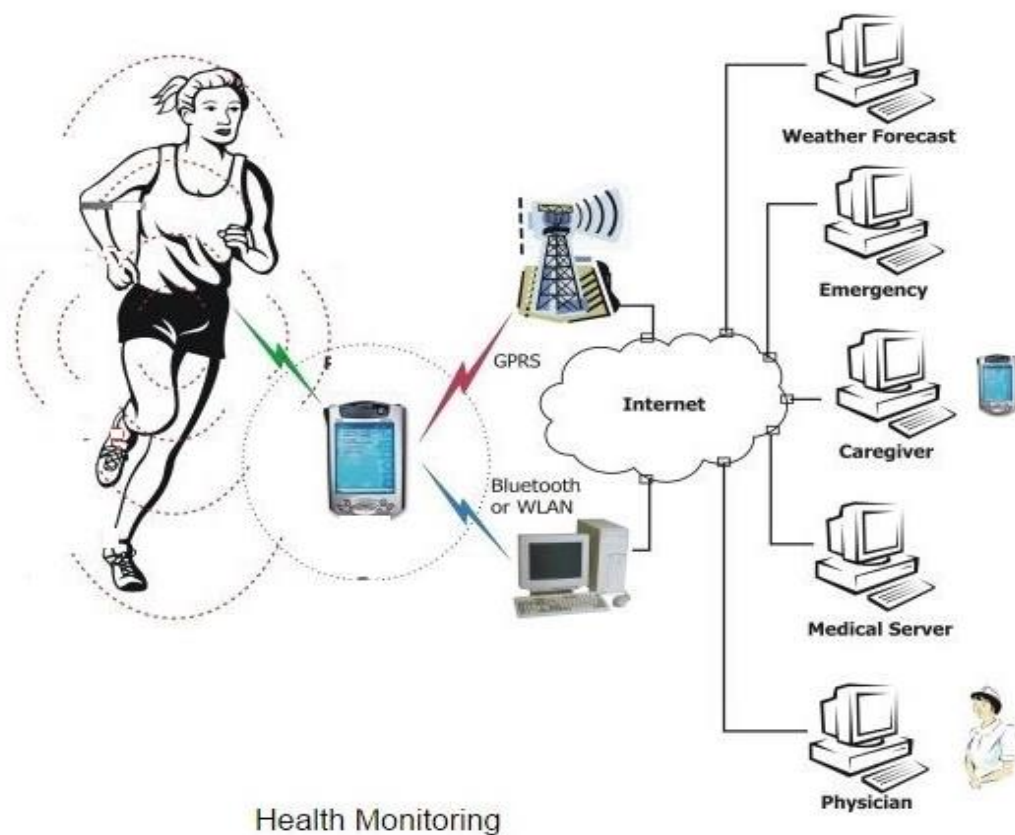 Weather Forecast
Emergency
F
GPRS
Internet
Caregiver
Bluetooth
or WLAN
Medical Server
Physician
Health Monitoring